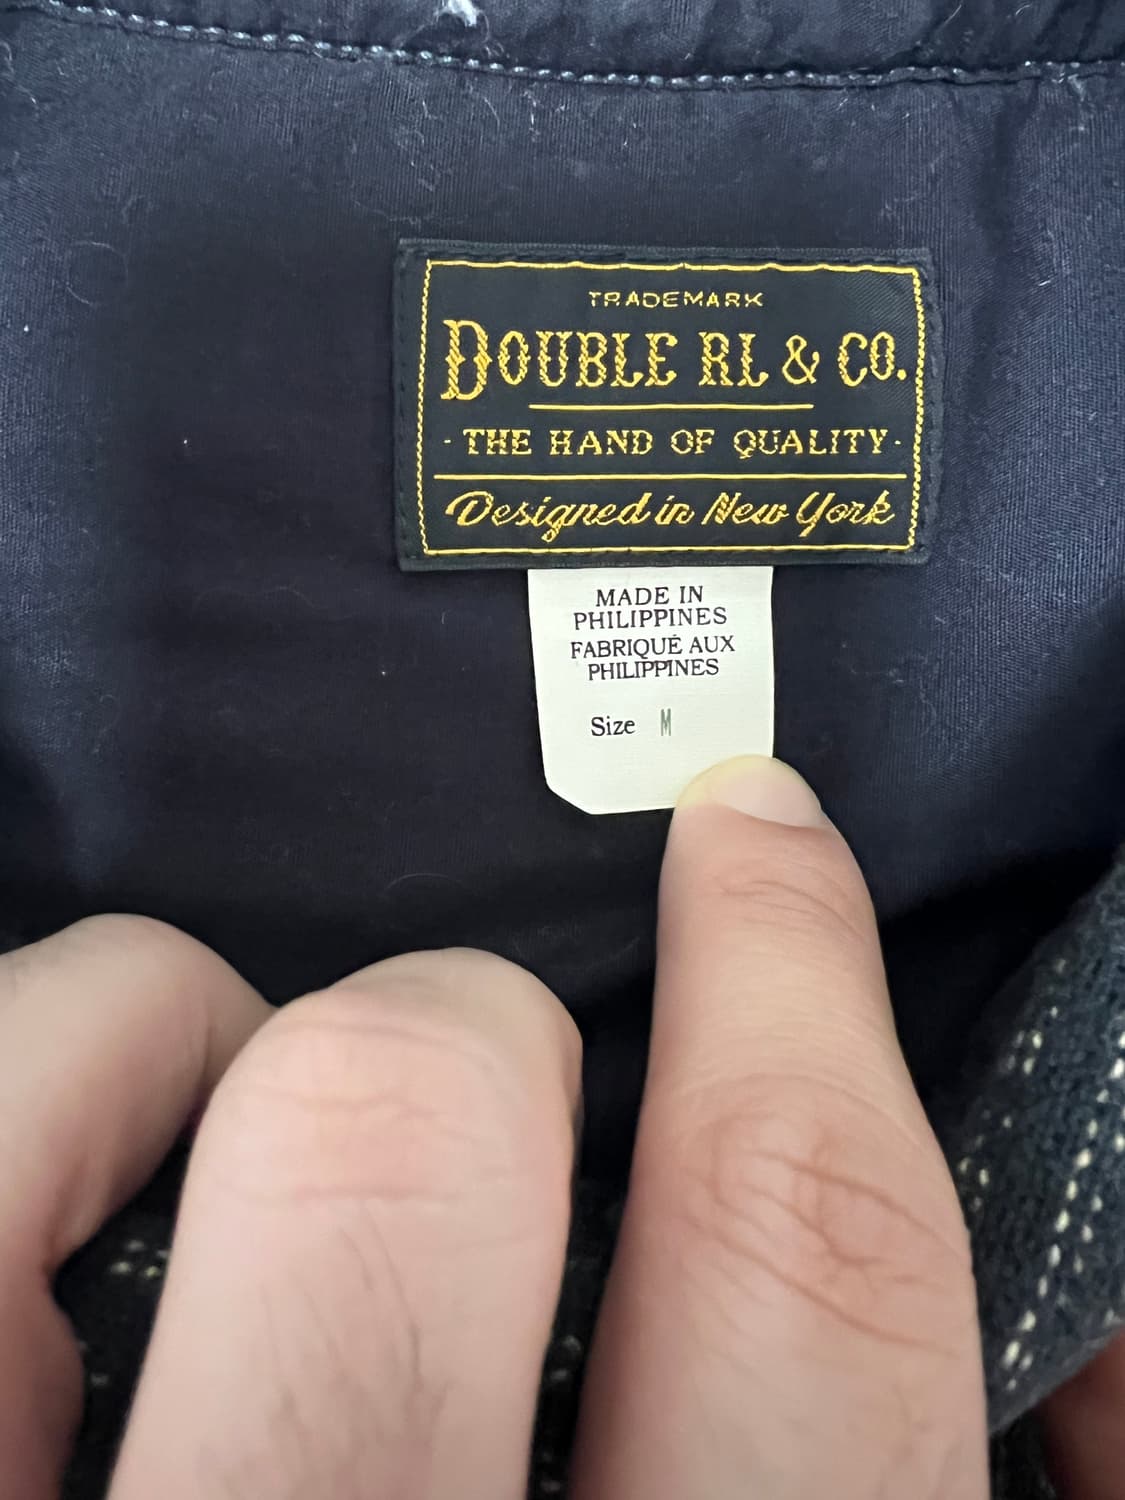 TRADEMARK
DOUBLE RL & CO.
- THE HAND OF QUALITY -
Designed in New York
MADE IN
PHILIPPINES
FABRIQUÉ AUX
PHILIPPINES
Size M